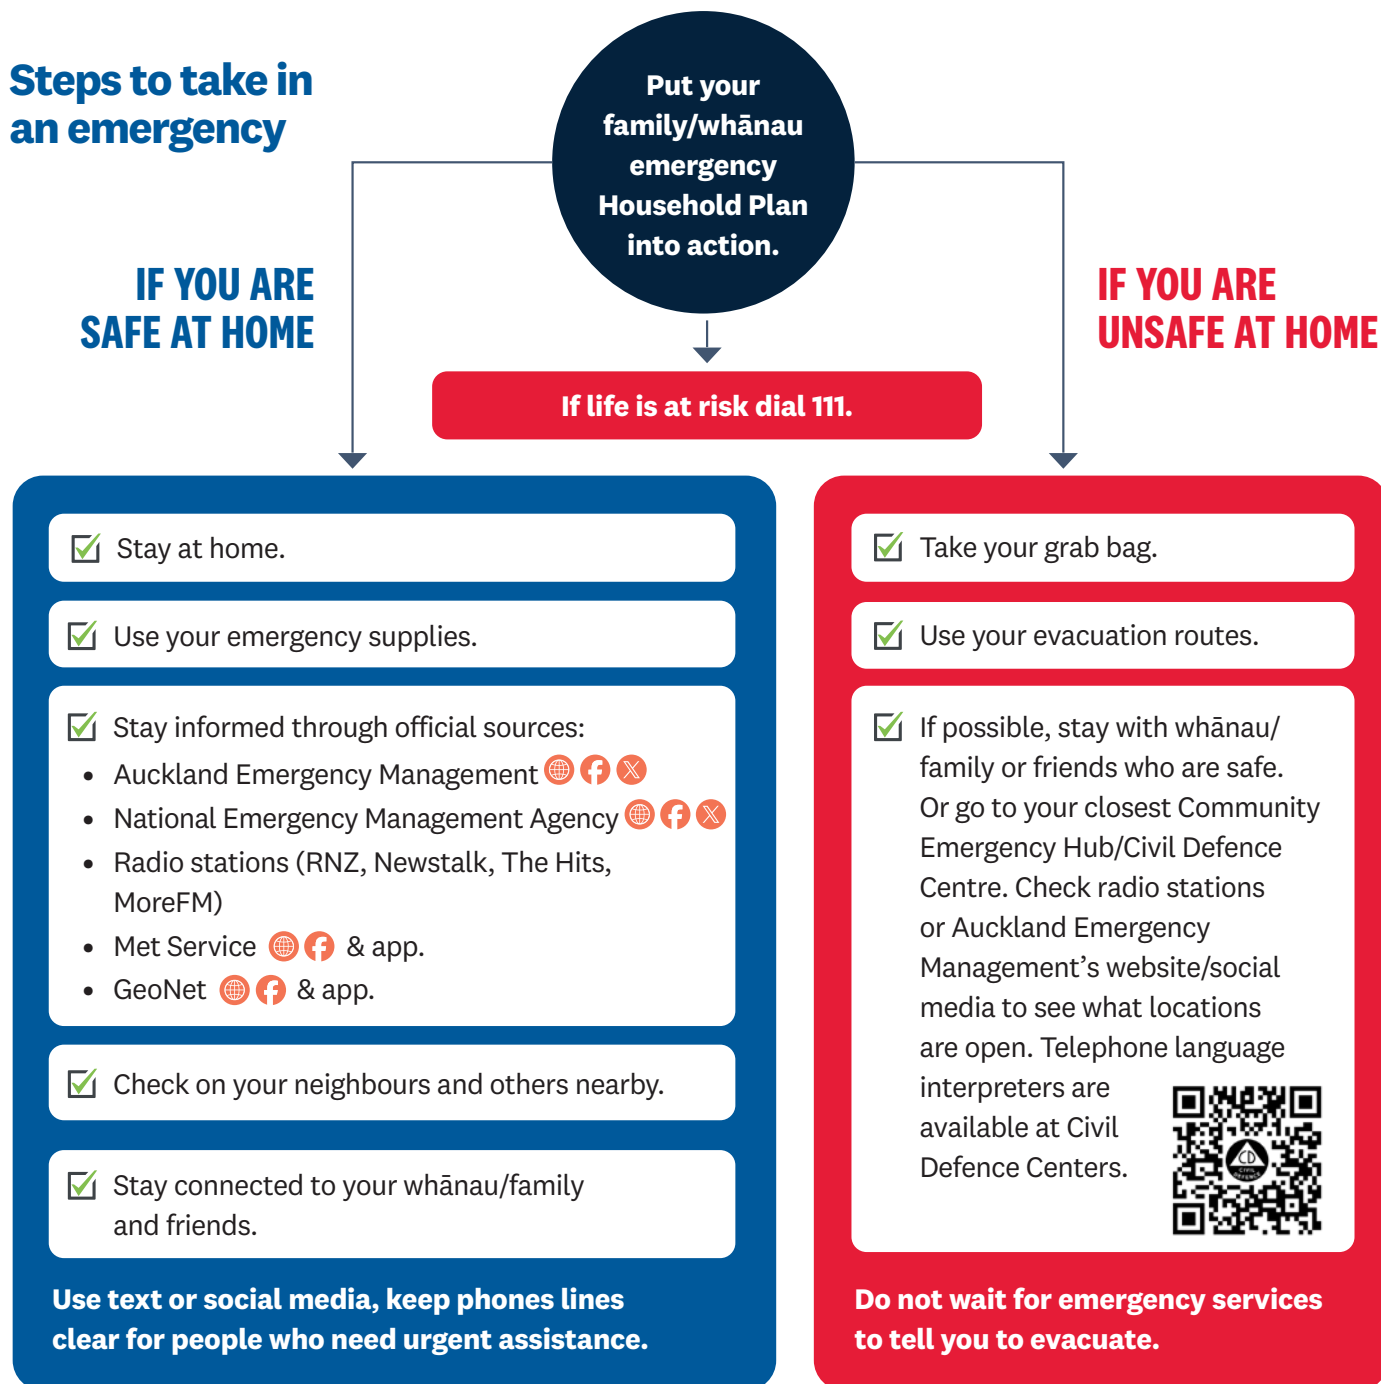 Steps to take in
an emergency
Put your
family/whānau
emergency
Household Plan
into action.
IF YOU ARE
SAFE AT HOME
IF YOU ARE
UNSAFE AT HOME
If life is at risk dial 111.
Stay at home.
Use your emergency supplies.
Stay informed through official sources:
• Auckland Emergency Management
• National Emergency Management Agency
• Radio stations (RNZ, Newstalk, The Hits,
MoreFM)
• Met Service & app.
• GeoNet & app.
Check on your neighbours and others nearby.
Stay connected to your whānau/family
and friends.
Use text or social media, keep phones lines
clear for people who need urgent assistance.
Take your grab bag.
Use your evacuation routes.
If possible, stay with whānau/
family or friends who are safe.
Or go to your closest Community
Emergency Hub/Civil Defence
Centre. Check radio stations
or Auckland Emergency
Management’s website/social
media to see what locations
are open. Telephone language
interpreters are
available at Civil
Defence Centers.
CD
CIVIL
DEFENCE
Do not wait for emergency services
to tell you to evacuate.